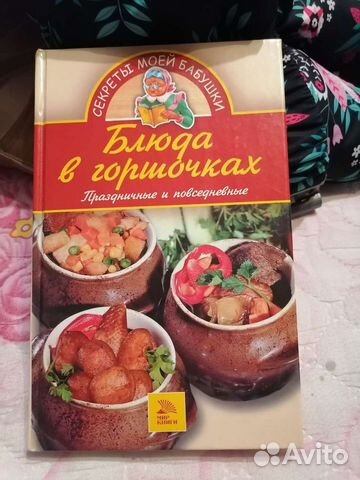 СЕКРЕТЫ МОЕЙ БАБУШКИ
Блюда
в горшочках
Праздничные и повседневные
МИР
КНИГИ
Avito